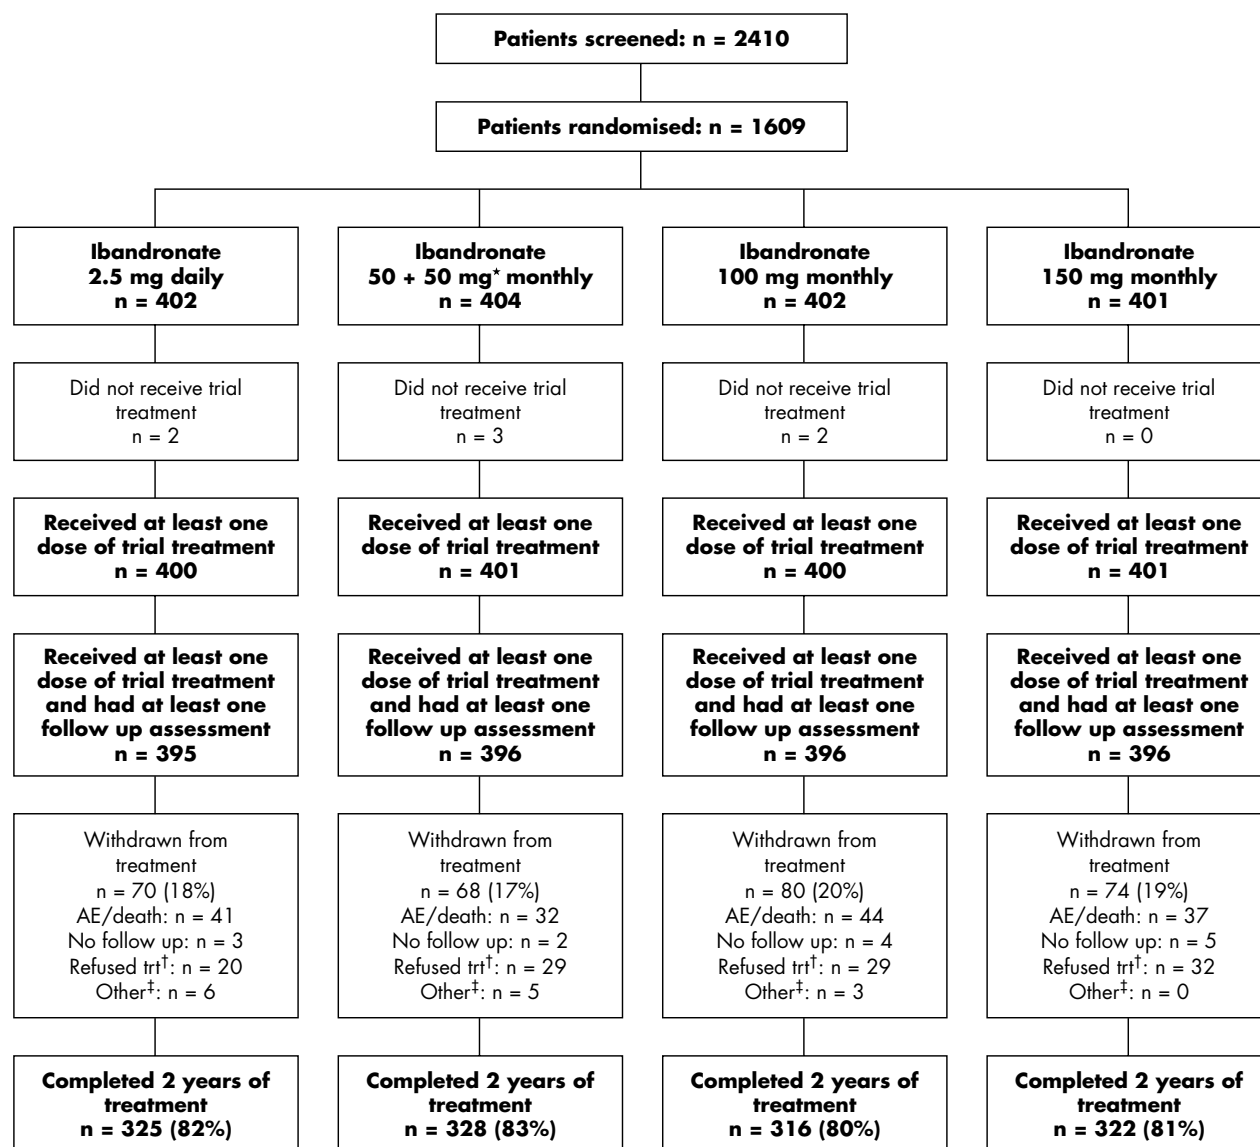 Patients screened: n = 2410
Patients randomised: n = 1609
Ibandronate
2.5 mg daily
n = 402
Ibandronate
50 + 50 mg* monthly
n = 404
Ibandronate
100 mg monthly
n = 402
Ibandronate
150 mg monthly
n = 401
Did not receive trial
treatment
n = 2
Did not receive trial
treatment
n = 3
Did not receive trial
treatment
n = 2
Did not receive trial
treatment
n = 0
Received at least one
dose of trial treatment
n = 400
Received at least one
dose of trial treatment
n = 401
Received at least one
dose of trial treatment
n = 400
Received at least one
dose of trial treatment
n = 401
Received at least one
dose of trial treatment
and had at least one
follow up assessment
n = 395
Received at least one
dose of trial treatment
and had at least one
follow up assessment
n = 396
Received at least one
dose of trial treatment
and had at least one
follow up assessment
n = 396
Received at least one
dose of trial treatment
and had at least one
follow up assessment
n = 396
Withdrawn from
treatment
n = 70 (18%)
AE/death: n = 41
No follow up: n = 3
Refused trt†: n = 20
Other‡: n = 6
Withdrawn from
treatment
n = 68 (17%)
AE/death: n = 32
No follow up: n = 2
Refused trt†: n = 29
Other‡: n = 5
Withdrawn from
treatment
n = 80 (20%)
AE/death: n = 44
No follow up: n = 4
Refused trt†: n = 29
Other‡: n = 3
Withdrawn from
treatment
n = 74 (19%)
AE/death: n = 37
No follow up: n = 5
Refused trt†: n = 32
Other‡: n = 0
Completed 2 years of
treatment
n = 325 (82%)
Completed 2 years of
treatment
n = 328 (83%)
Completed 2 years of
treatment
n = 316 (80%)
Completed 2 years of
treatment
n = 322 (81%)